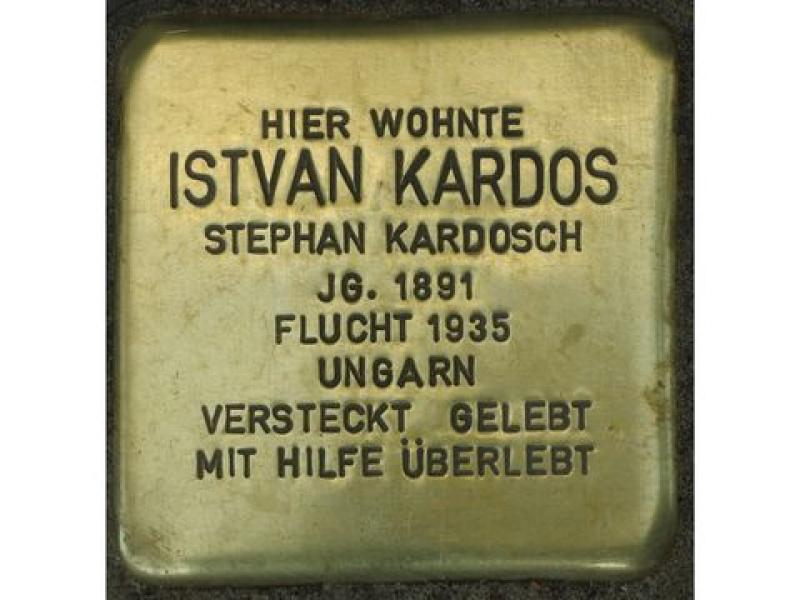 HIER WOHNTE
ISTVAN KARDOS
STEPHAN KARDOSCH
JG. 1891
FLUCHT 1935
UNGARN
VERSTECKT GELEBT
MIT HILFE ÜBERLEBT